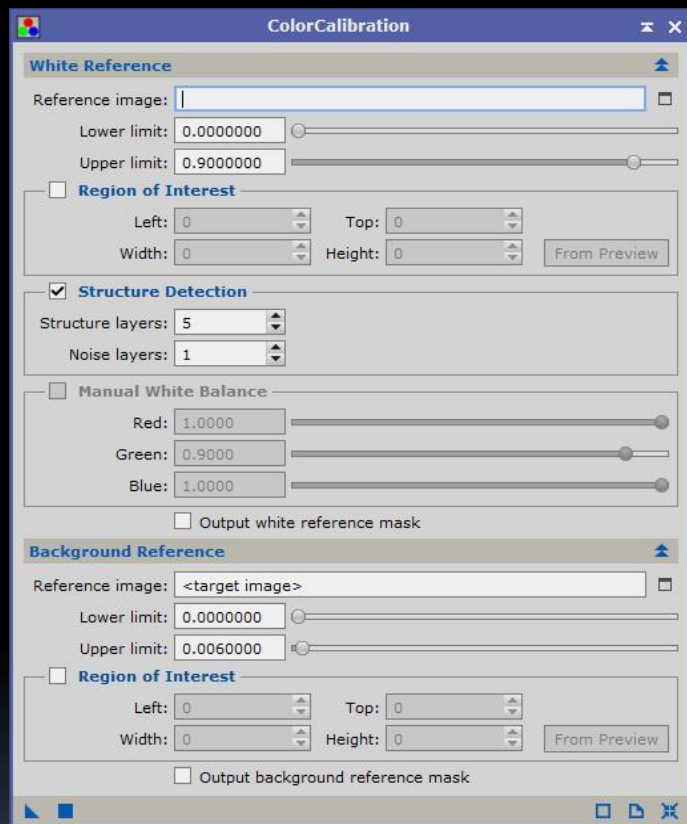 ColorCalibration
White Reference
Reference image:
Lower limit: 0.0000000
Upper limit: 0.9000000
Region of Interest
Left: 0 Top: 0
Width: 0 Height: 0 From Preview
Structure Detection
Structure layers: 5
Noise layers: 1
Manual White Balance
Red: 1.0000
Green: 0.9000
Blue: 1.0000
Output white reference mask
Background Reference
Reference image: <target image>
Lower limit: 0.0000000
Upper limit: 0.0060000
Region of Interest
Left: 0 Top: 0
Width: 0 Height: 0 From Preview
Output background reference mask